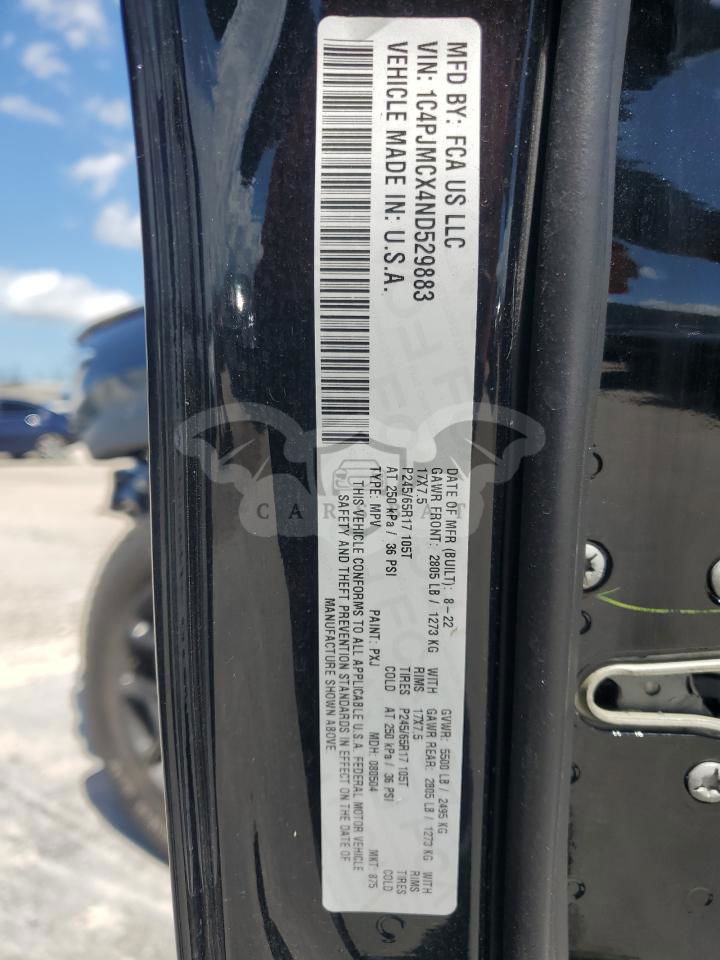 MFD BY: FCA US LLC
VIN: 1C4PJMCX4ND529883
VEHICLE MADE IN: U.S.A.
DATE OF MFR (BUILT): 8-22 GVWR: 5500 LB / 2495 KG
GAWR FRONT: 2805 LB / 1273 KG WITH GAWR REAR: 2805 LB / 1273 KG WITH
17X7.5 RIMS 17X7.5 RIMS
P245/65R17 105T TIRES P245/65R17 105T TIRES
AT 250 kPa / 36 PSI COLD AT 250 kPa / 36 PSI COLD
TYPE: MPV PAINT: PXJ MDH: 080504 MKT 875
THIS VEHICLE CONFORMS TO ALL APPLICABLE U.S.A. FEDERAL MOTOR VEHICLE
SAFETY AND THEFT PREVENTION STANDARDS IN EFFECT ON THE DATE OF
MANUFACTURE SHOWN ABOVE